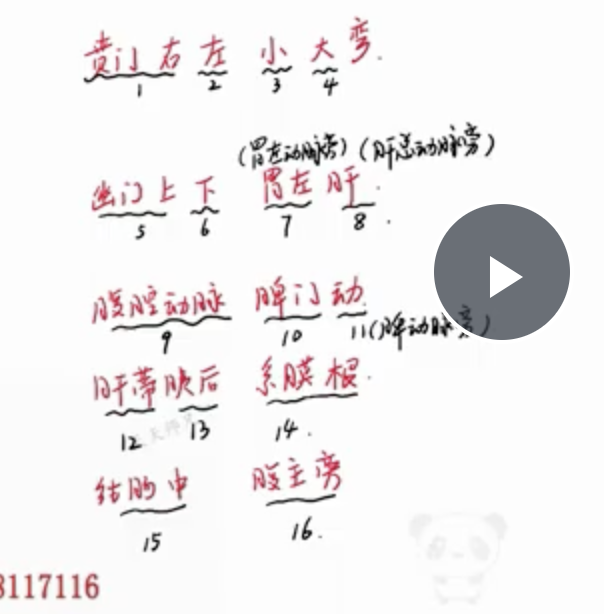 贲门右 左 小 大 弯.
1 2 3 4
(胃左动脉旁) (肝总动脉旁)
幽门上 下 胃左 肝.
5 6 7 8.
腹腔动脉 脾门 动.
9 10 11(脾动脉旁)
肝蒂 胰后 系膜根.
12 13 14.
结肠中 腹主旁
15 16.
3117116